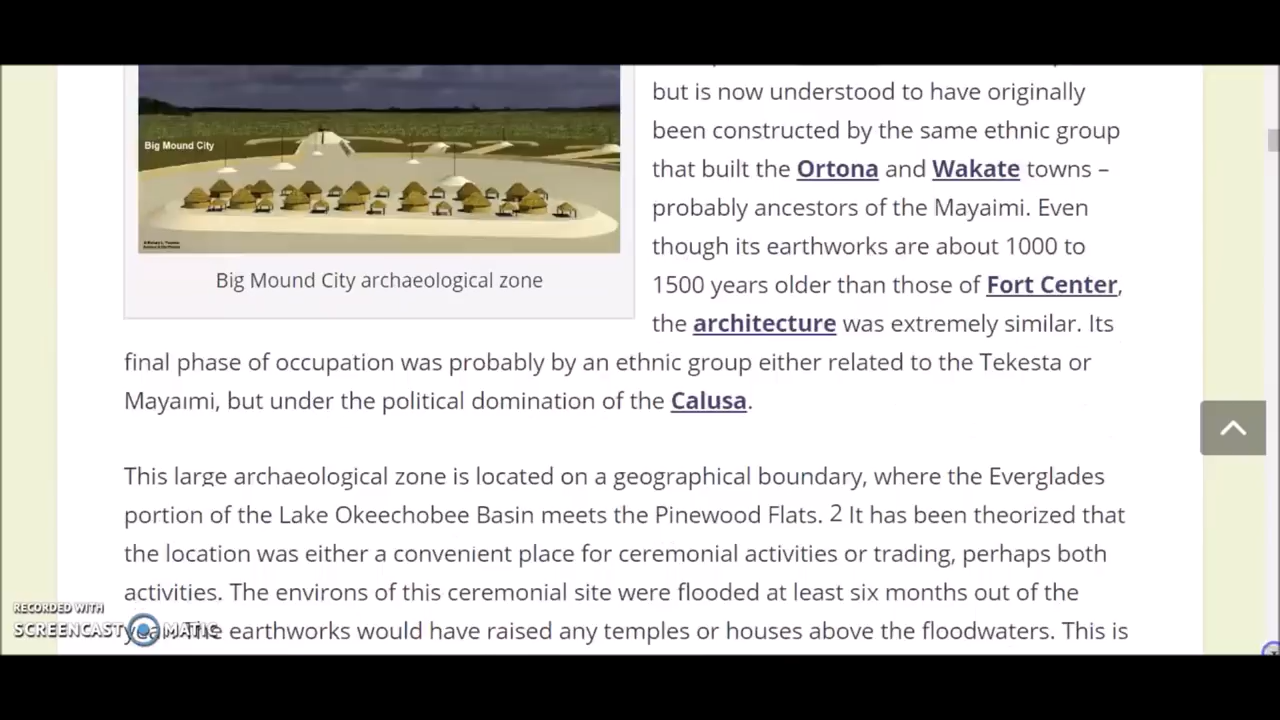 but is now understood to have originally
been constructed by the same ethnic group
that built the Ortona and Wakate towns –
probably ancestors of the Mayaimi. Even
though its earthworks are about 1000 to
1500 years older than those of Fort Center,
the architecture was extremely similar. Its
Big Mound City
Big Mound City archaeological zone
final phase of occupation was probably by an ethnic group either related to the Tekesta or
Mayaimi, but under the political domination of the Calusa.
This large archaeological zone is located on a geographical boundary, where the Everglades
portion of the Lake Okeechobee Basin meets the Pinewood Flats. 2 It has been theorized that
the location was either a convenient place for ceremonial activities or trading, perhaps both
activities. The environs of this ceremonial site were flooded at least six months out of the
earthworks would have raised any temples or houses above the floodwaters. This is
RECORDED WITH
SCREENCAST MATIC